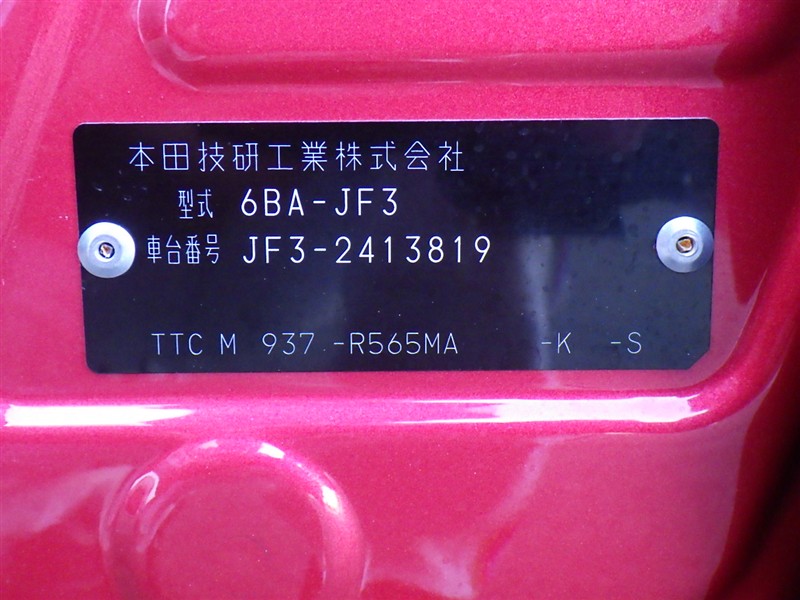 本田技研工業株式会社
型式 6BA-JF3
車台番号 JF3-2413819
TTC M 937 -R565MA -K -S